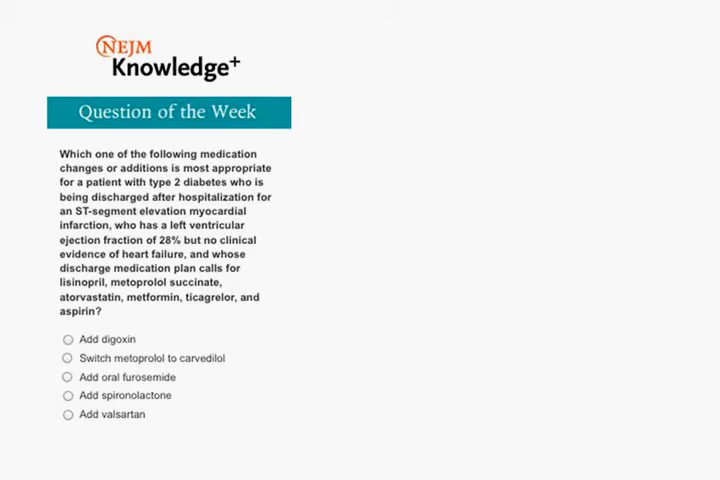 NEJM
Knowledge+
Question of the Week
Which one of the following medication
changes or additions is most appropriate
for a patient with type 2 diabetes who is
being discharged after hospitalization for
an ST-segment elevation myocardial
infarction, who has a left ventricular
ejection fraction of 28% but no clinical
evidence of heart failure, and whose
discharge medication plan calls for
lisinopril, metoprolol succinate,
atorvastatin, metformin, ticagrelor, and
aspirin?
Add digoxin
Switch metoprolol to carvedilol
Add oral furosemide
Add spironolactone
Add valsartan